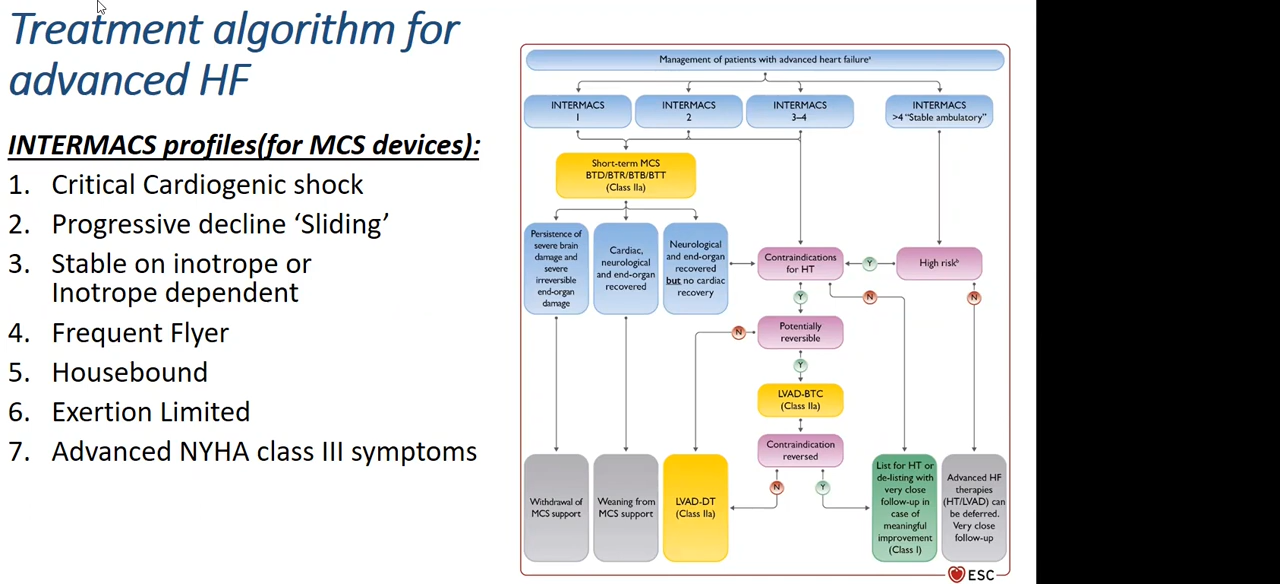 Treatment algorithm for
advanced HF
INTERMACS profiles(for MCS devices):
1. Critical Cardiogenic shock
2. Progressive decline ‘Sliding’
3. Stable on inotrope or
Inotrope dependent
4. Frequent Flyer
5. Housebound
6. Exertion Limited
7. Advanced NYHA class III symptoms
Management of patients with advanced heart failureᵃ
INTERMACS
1
INTERMACS
2
INTERMACS
3–4
INTERMACS
>4 “Stable ambulatory”
Short-term MCS
BTD/BTR/BTB/BTT
(Class IIa)
Persistence of
severe brain
damage and
severe
irreversible
end-organ
damage
Cardiac,
neurological
and end-organ
recovered
Neurological
and end-organ
recovered
but no cardiac
recovery
Contraindications
for HT
Y
High riskᵇ
Y
N
N
N
Potentially
reversible
Y
LVAD-BTC
(Class IIa)
Contraindication
reversed
N
Y
Withdrawal of
MCS support
Weaning from
MCS support
LVAD-DT
(Class IIa)
List for HT or
de-listing with
very close
follow-up in
case of
meaningful
improvement
(Class I)
Advanced HF
therapies
(HT/LVAD) can
be deferred.
Very close
follow-up
ESC